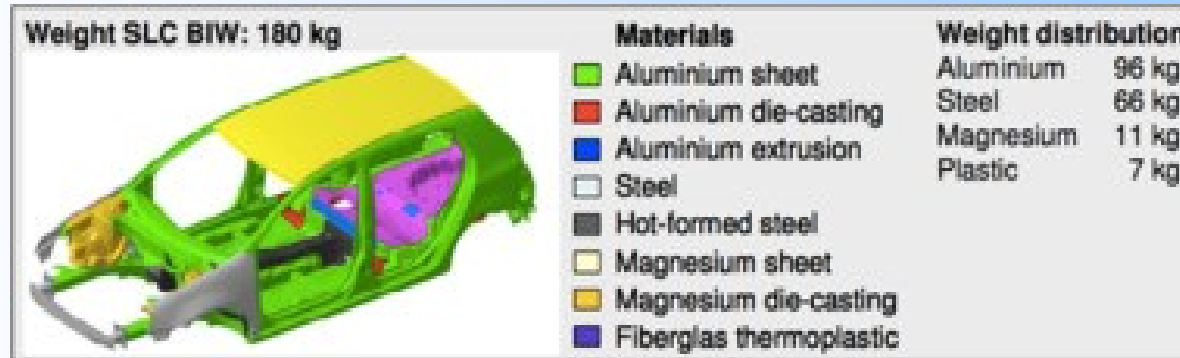 Weight SLC BIW: 180 kg
Materials
Aluminium sheet
Aluminium die-casting
Aluminium extrusion
Steel
Hot-formed steel
Magnesium sheet
Magnesium die-casting
Fiberglas thermoplastic
Weight distribution
Aluminium 96 kg
Steel 66 kg
Magnesium 11 kg
Plastic 7 kg